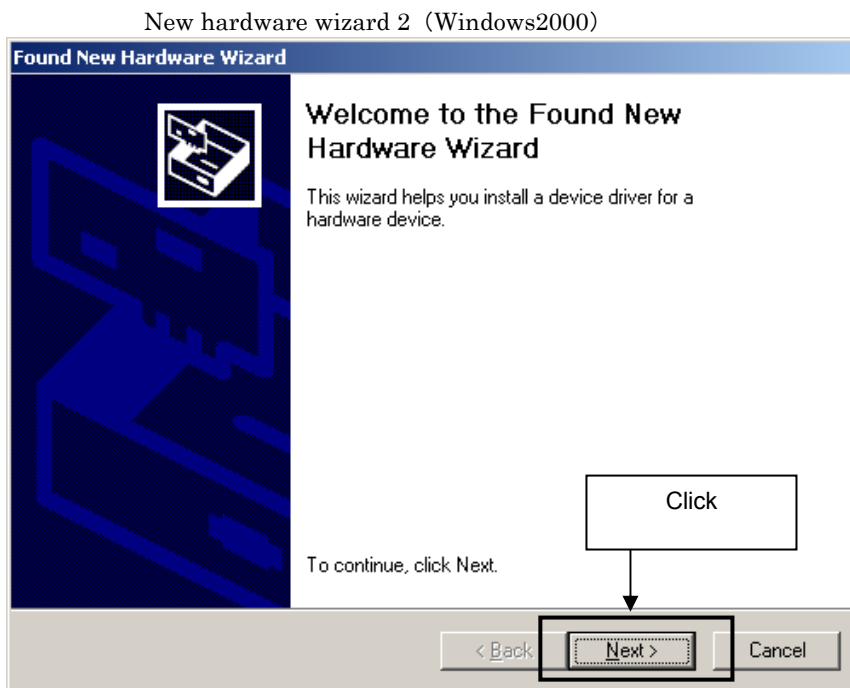 New hardware wizard 2（Windows2000）
Found New Hardware Wizard
Welcome to the Found New
Hardware Wizard
This wizard helps you install a device driver for a
hardware device.
Click
To continue, click Next.
< Back
Next >
Cancel